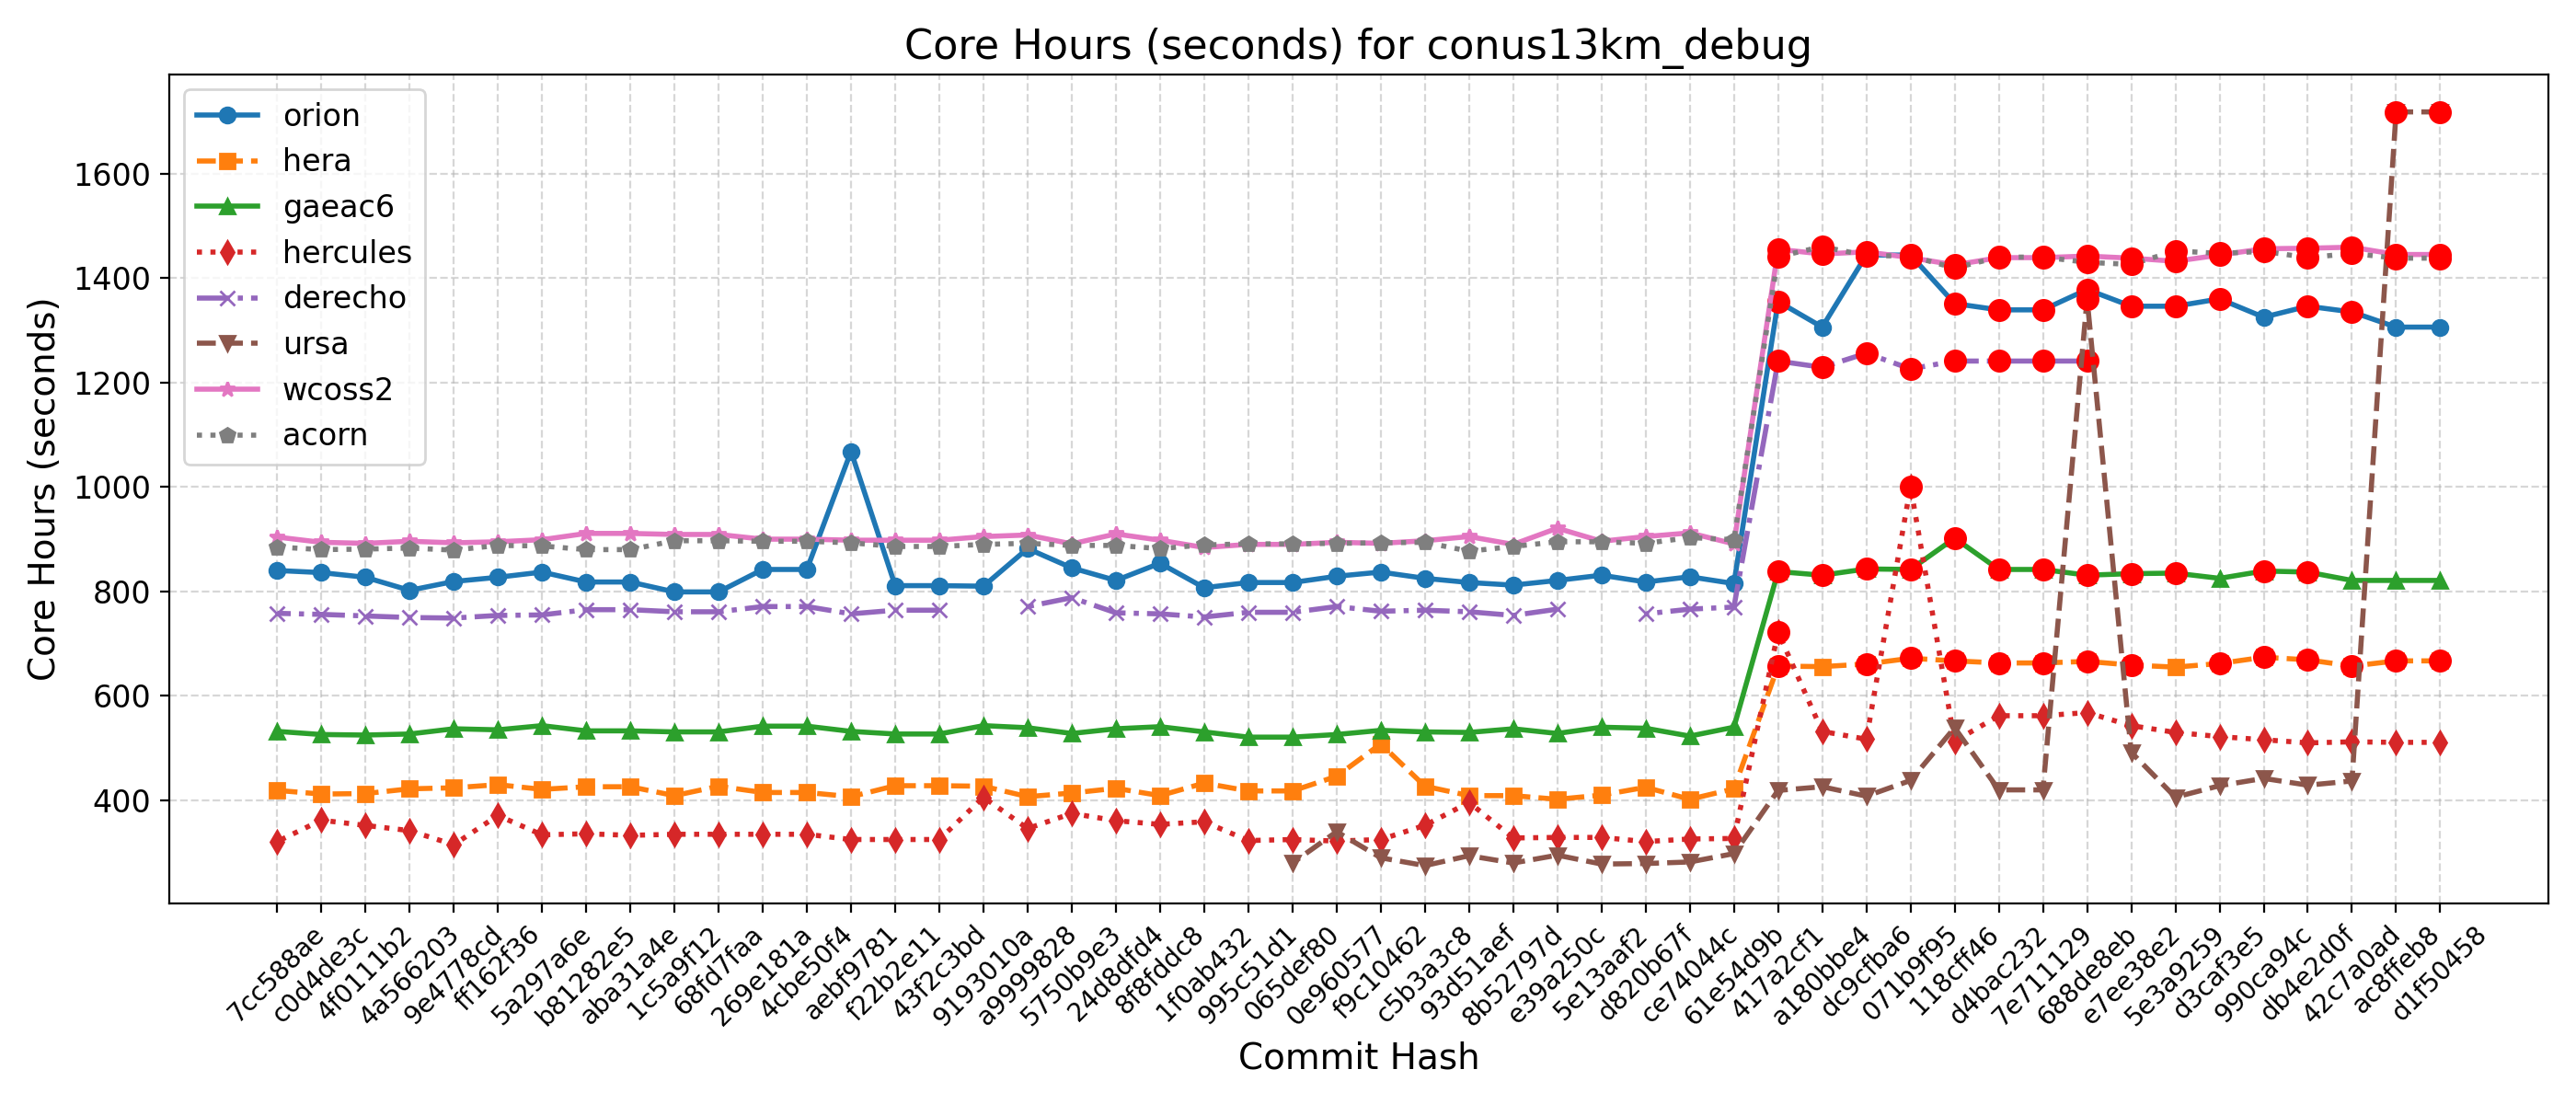 Core Hours (seconds) for conus13km_debug
orion
hera
gaeac6
hercules
derecho
ursa
wcoss2
acorn
Core Hours (seconds)
1600
1400
1200
1000
800
600
400
7cc588ae
c0d4de3c
4f0111b2
4a566203
9e4778cd
ff162f36
5a297a6e
b81282e5
aba31a4e
1c5a9f12
68fd7faa
269e181a
4cbe50f4
aebf9781
f22b2e11
43f2c3bd
9193010a
a9999828
5750b9e3
24d8dfd4
8f8fddc8
1f0ab432
995c51d1
065def80
0e960577
f9c10462
c5b3a3c8
93d51aef
8b52797d
e39a250c
5e13aaf2
d820b67f
ce74044c
61e54d9b
417a2cf1
a180bbe4
dc9cfba6
071b9f95
118cff46
d4bac232
7e711129
688de8eb
e7ee38e2
5e3a9259
d3caf3e5
990ca94c
db4e2d0f
42c7a0ad
ac8ffeb8
d1f50458
Commit Hash